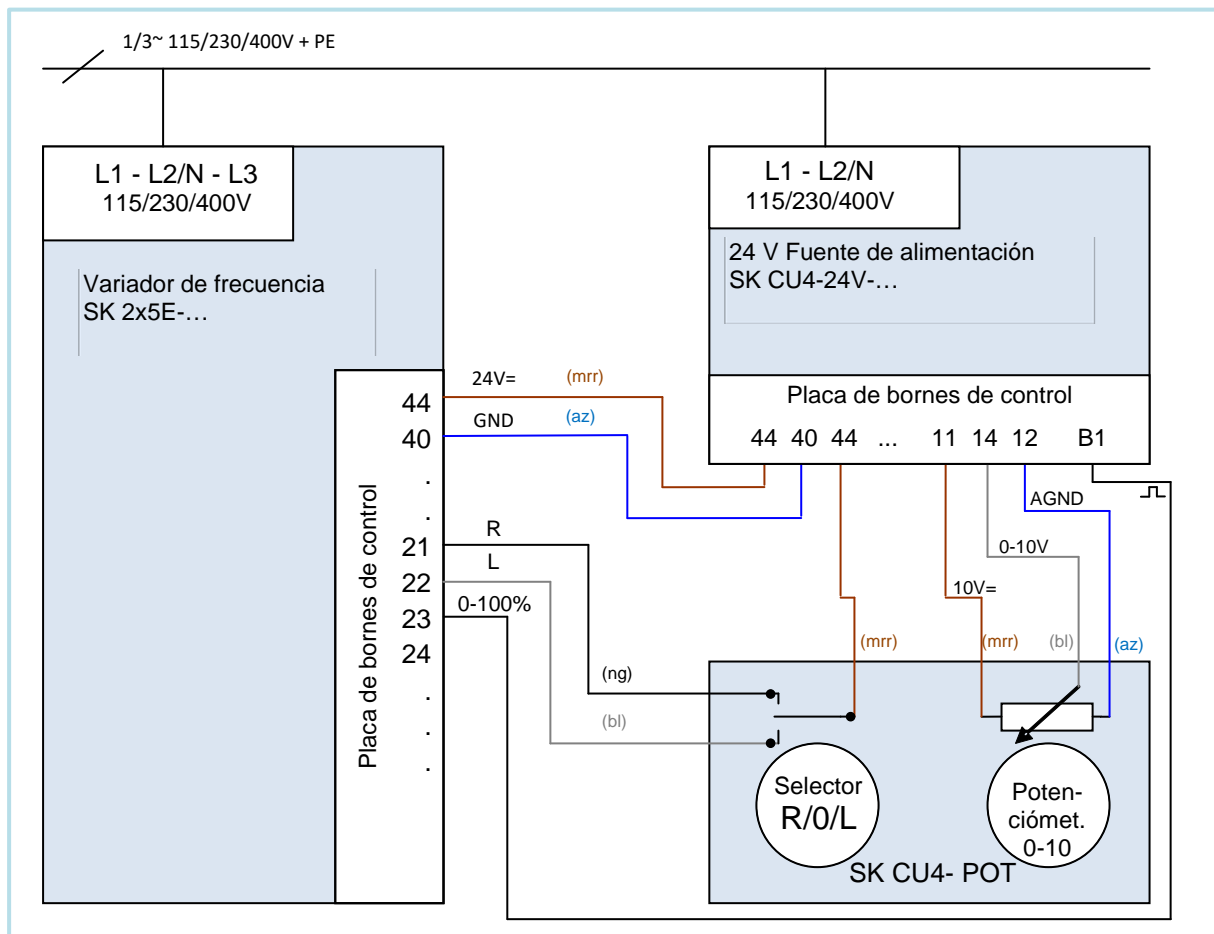 1/3~ 115/230/400V + PE
L1 - L2/N - L3
115/230/400V
L1 - L2/N
115/230/400V
Variador de frecuencia
SK 2x5E-…
24 V Fuente de alimentación
SK CU4-24V-…
Placa de bornes de control
44 40 44 ... 11 14 12 B1
Placa de bornes de control
44
40
.
.
21
22
23
24
.
.
.
24V= (mrr)
GND (az)
R
L
0-100%
(ng)
(bl)
AGND
0-10V
10V=
(mrr)
(mrr)
(bl)
(az)
Selector
R/0/L
Poten-
ciómet.
0-10
SK CU4- POT